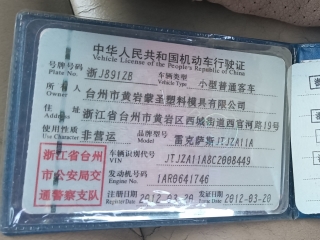 中华人民共和国机动车行驶证
Vehicle License of the People's Republic of China
号牌号码 浙J891ZB 车辆类型 小型普通客车
Plate No. Vehicle Type
所有人 台州市黄岩蒙圣塑料模具有限公司
Owner
住址 浙江省台州市黄岩区西城街道西官河路19号
Address
使用性质 非营运 品牌型号 雷克萨斯JTJZA11A
Use Character Model
浙江省台州
市公安局交
通警察支队
车辆识别代号 JTJZA11A8C2008449
VIN
发动机号码 1AR0641746
Engine No.
注册日期 2012-03-20 发证日期 2012-03-20
Register Date Issue Date